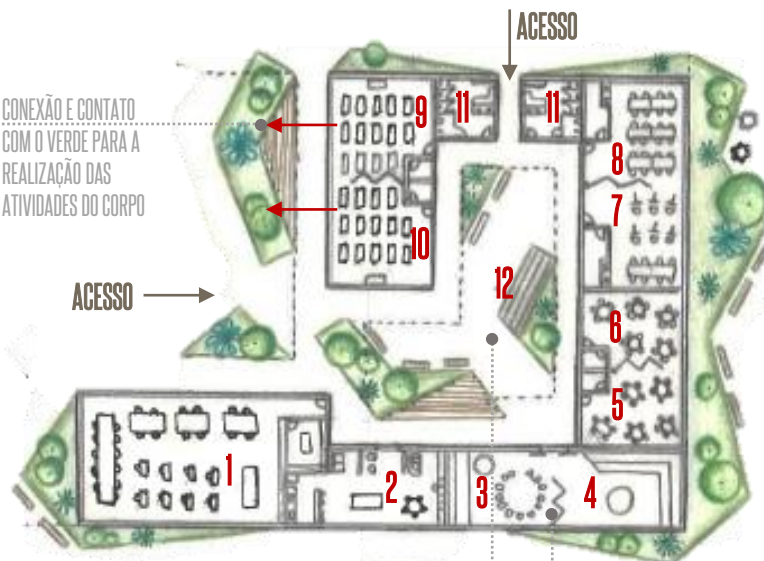 ACESSO
CONEXÃO E CONTATO
COM O VERDE PARA A
REALIZAÇÃO DAS
ATIVIDADES DO CORPO
9
11
11
8
7
10
ACESSO
12
6
5
1
2
3
4